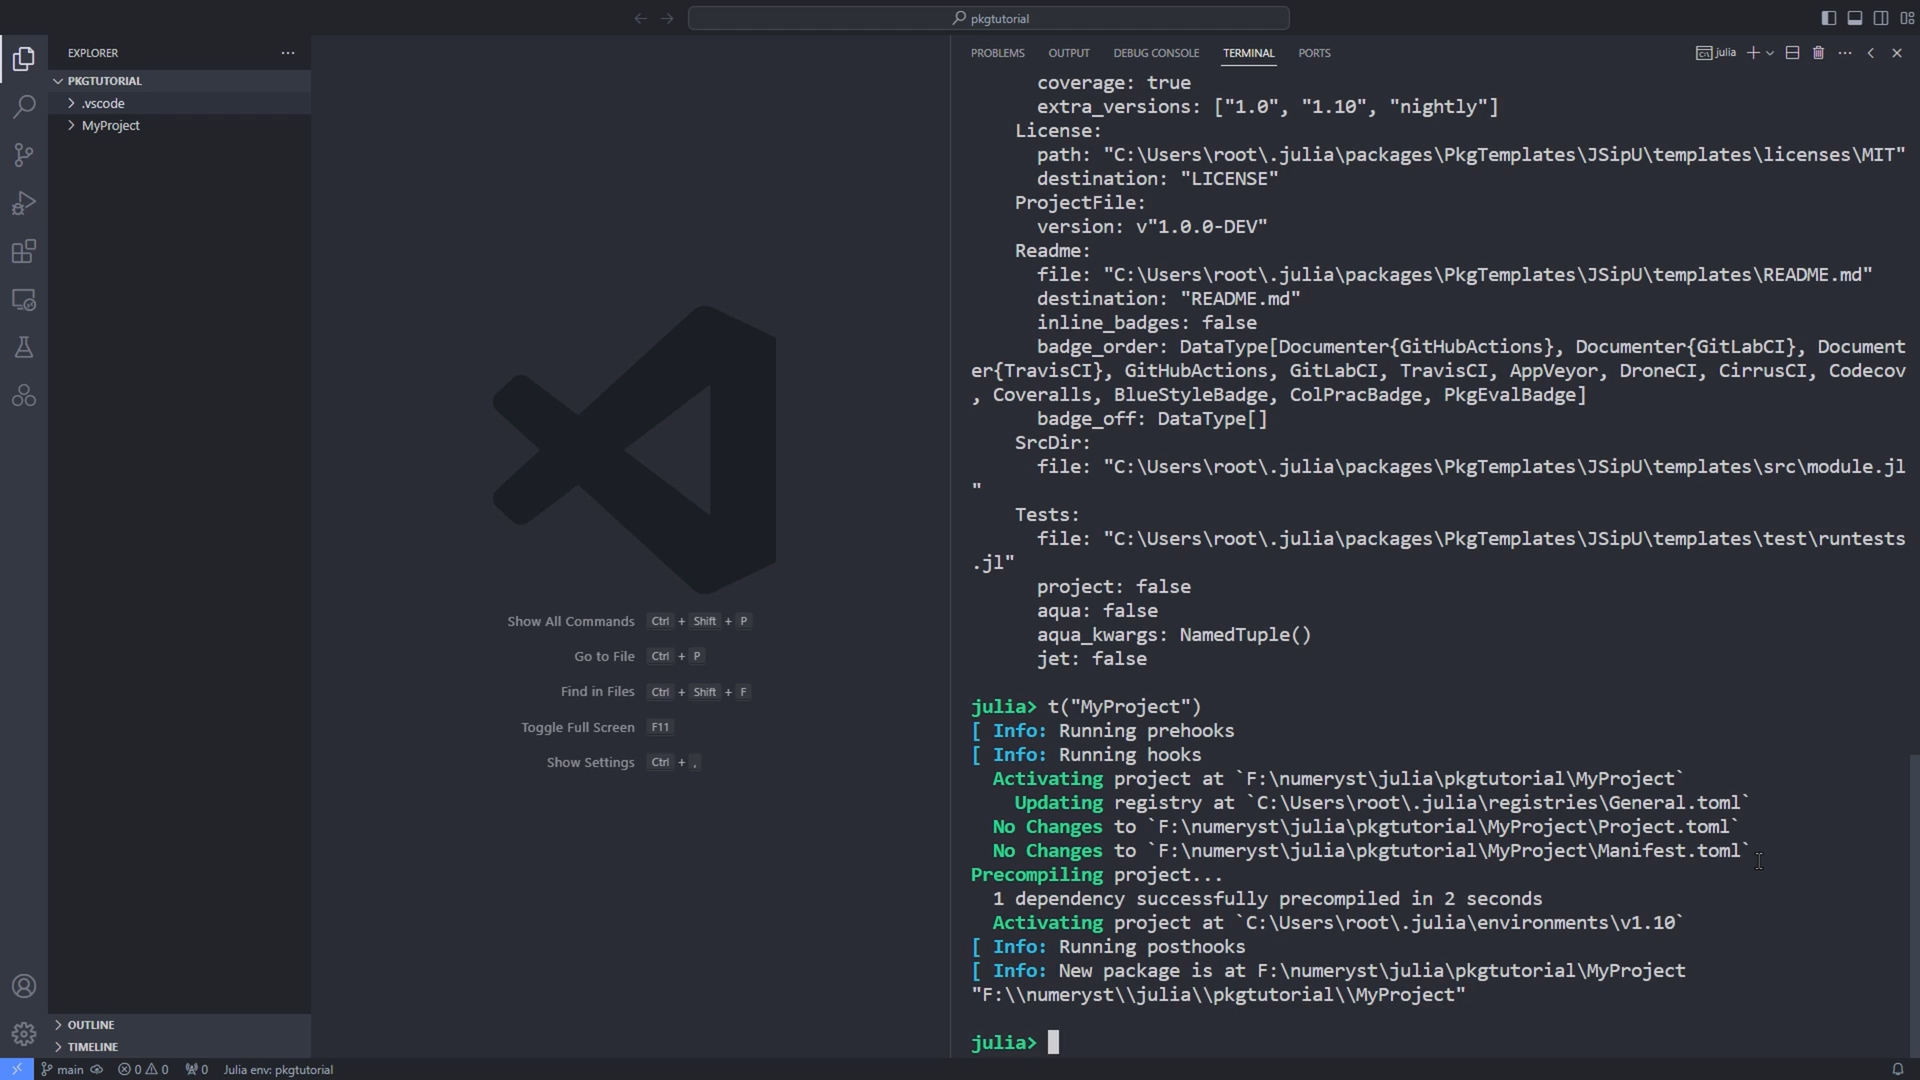 pkgtutorial
EXPLORER
PKGTUTORIAL
.vscode
MyProject
Show All Commands Ctrl + Shift + P
Go to File Ctrl + P
Find in Files Ctrl + Shift + F
Toggle Full Screen F11
Show Settings Ctrl + ,
OUTLINE
TIMELINE
PROBLEMS OUTPUT DEBUG CONSOLE TERMINAL PORTS
julia
coverage: true
extra_versions: ["1.0", "1.10", "nightly"]
License:
path: "C:\Users\root\.julia\packages\PkgTemplates\JSipU\templates\licenses\MIT"
destination: "LICENSE"
ProjectFile:
version: v"1.0.0-DEV"
Readme:
file: "C:\Users\root\.julia\packages\PkgTemplates\JSipU\templates\README.md"
destination: "README.md"
inline_badges: false
badge_order: DataType[Documenter{GitHubActions}, Documenter{GitLabCI}, Document
er{TravisCI}, GitHubActions, GitLabCI, TravisCI, AppVeyor, DroneCI, CirrusCI, Codecov
, Coveralls, BlueStyleBadge, ColPracBadge, PkgEvalBadge]
badge_off: DataType[]
SrcDir:
file: "C:\Users\root\.julia\packages\PkgTemplates\JSipU\templates\src\module.jl
"
Tests:
file: "C:\Users\root\.julia\packages\PkgTemplates\JSipU\templates\test\runtests
.jl"
project: false
aqua: false
aqua_kwargs: NamedTuple()
jet: false
julia> t("MyProject")
[ Info: Running prehooks
[ Info: Running hooks
Activating project at `F:\numeryst\julia\pkgtutorial\MyProject`
Updating registry at `C:\Users\root\.julia\registries\General.toml`
No Changes to `F:\numeryst\julia\pkgtutorial\MyProject\Project.toml`
No Changes to `F:\numeryst\julia\pkgtutorial\MyProject\Manifest.toml`
Precompiling project...
1 dependency successfully precompiled in 2 seconds
Activating project at `C:\Users\root\.julia\environments\v1.10`
[ Info: Running posthooks
[ Info: New package is at F:\numeryst\julia\pkgtutorial\MyProject
"F:\\numeryst\\julia\\pkgtutorial\\MyProject"
julia>
main 0 0 0 Julia env: pkgtutorial